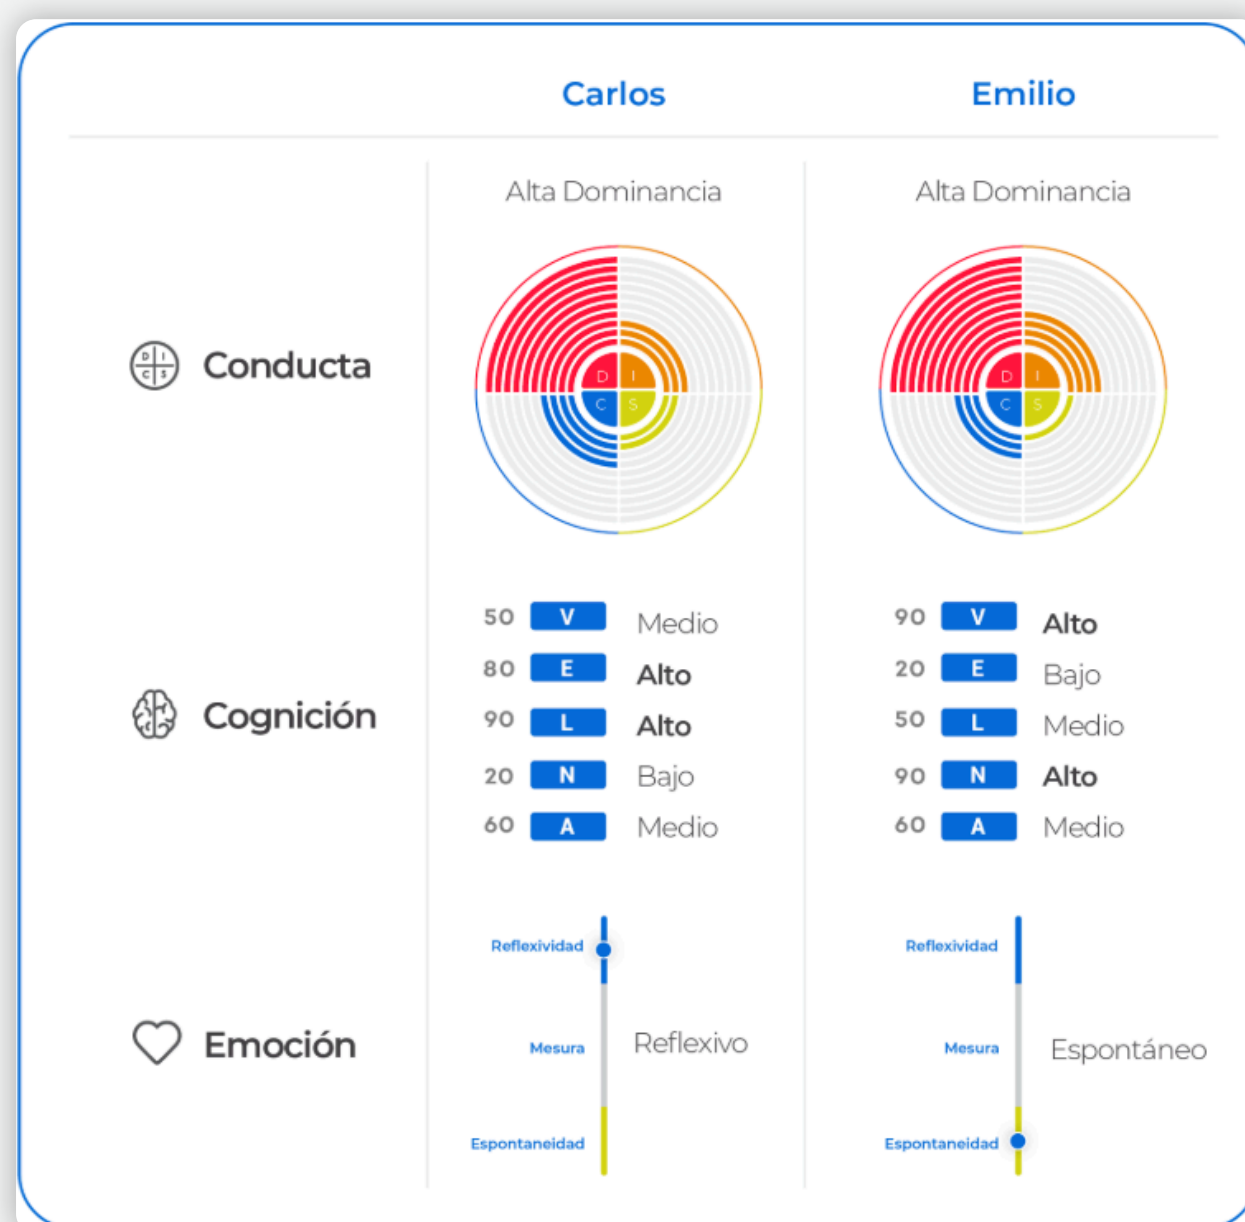 Carlos Emilio
Alta Dominancia Alta Dominancia
D I
C S
D I
C S
D I
C S
Conducta
50 V Medio 90 V Alto
80 E Alto 20 E Bajo
90 L Alto 50 L Medio
20 N Bajo 90 N Alto
60 A Medio 60 A Medio
Cognición
Reflexividad Reflexividad
Emoción
Mesura Reflexivo Mesura Espontáneo
Espontaneidad Espontaneidad